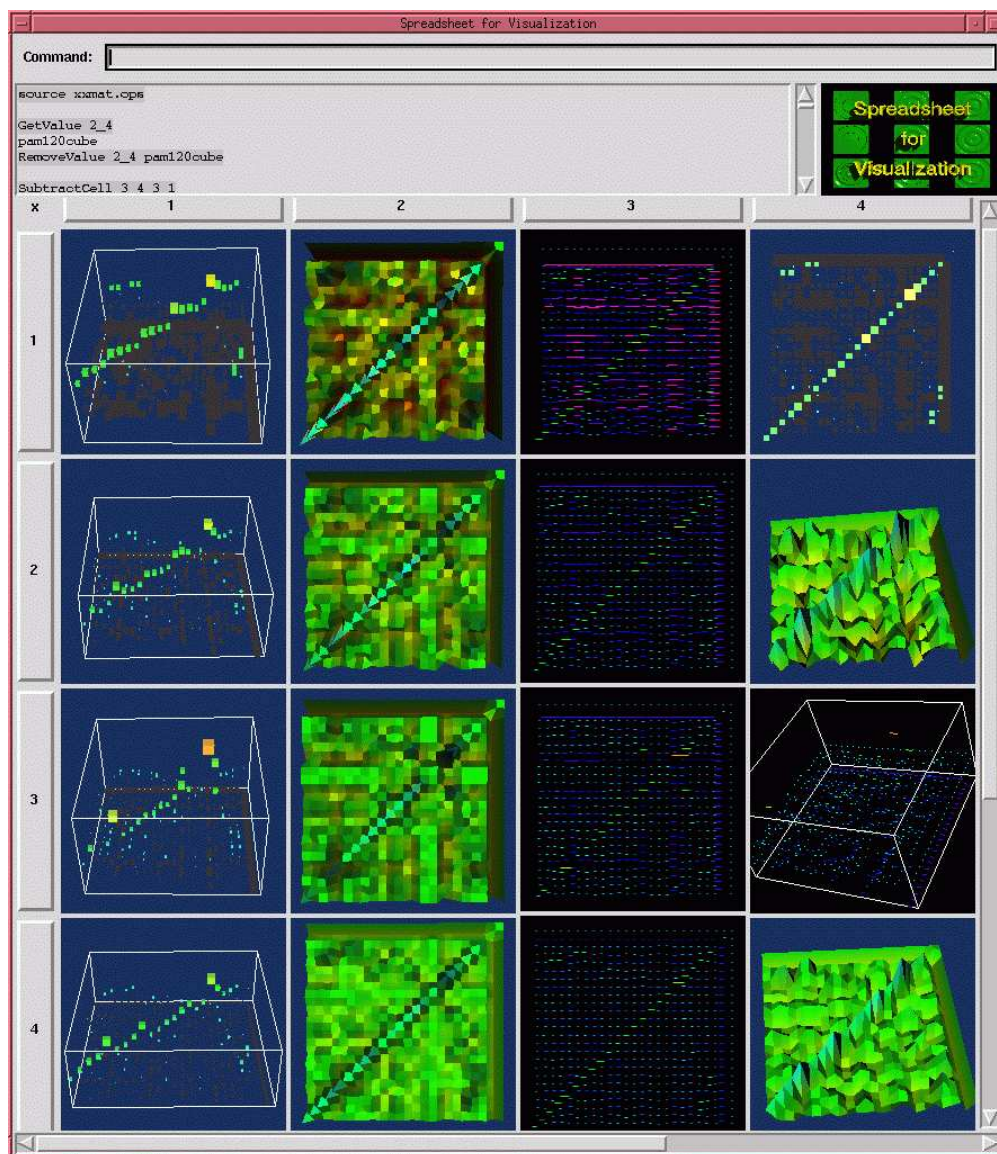 Spreadsheet for Visualization
Command:
source xxmat.ops
GetValue 2_4
pam120cube
RemoveValue 2_4 pam120cube
SubtractCell 3 4 3 1
Spreadsheet
for
Visualization
x 1 2 3 4
1
2
3
4